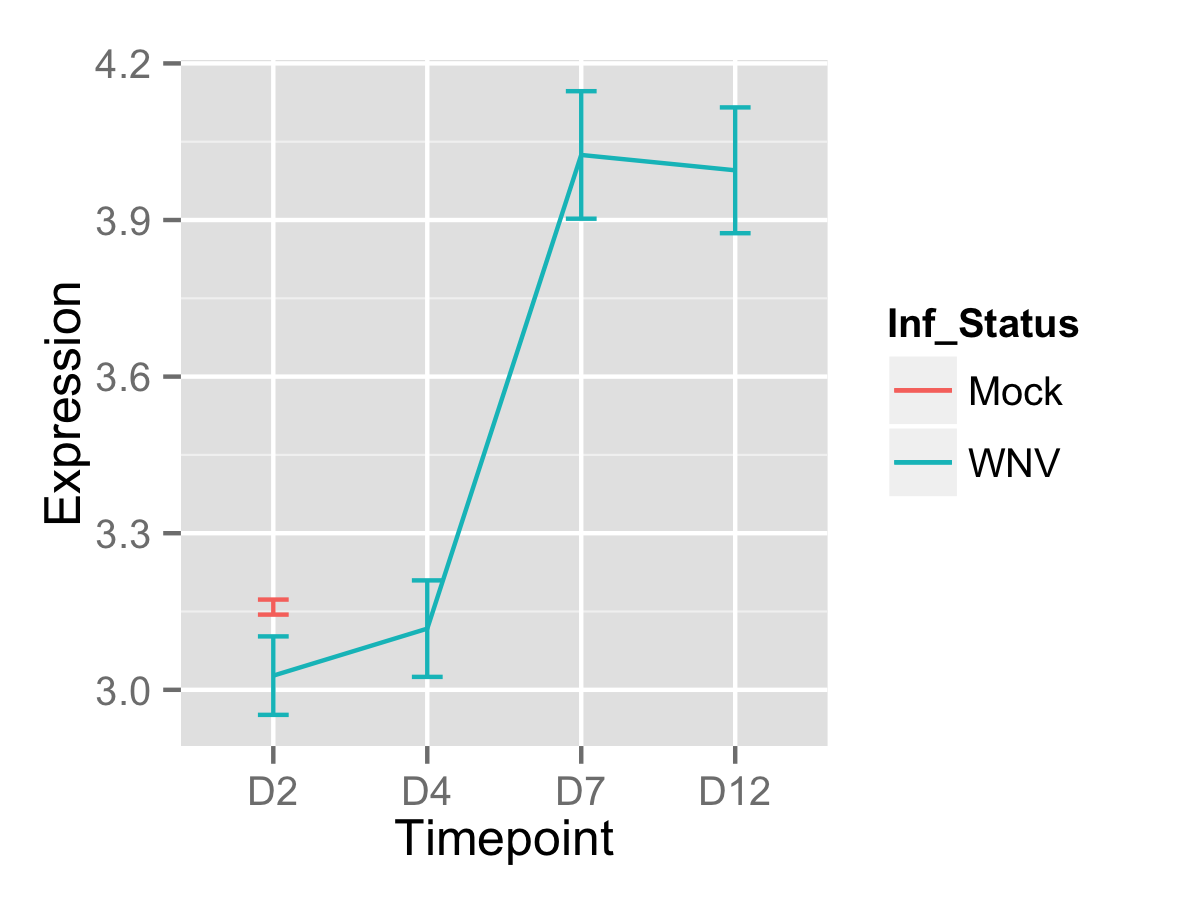 4.2
3.9
3.6
3.3
3.0
Expression
D2 D4 D7 D12
Timepoint
Inf_Status
Mock
WNV